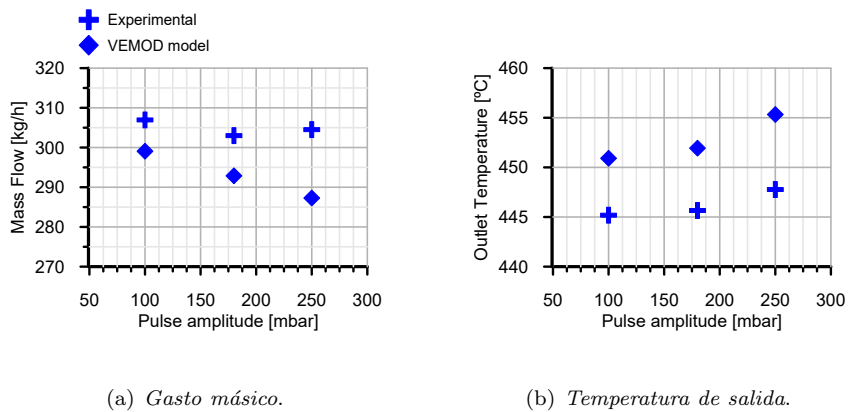 Experimental
VEMOD model
320
310
300
290
280
270
Mass Flow [kg/h]
50 100 150 200 250 300
Pulse amplitude [mbar]
(a) Gasto másico.
460
455
450
445
440
Outlet Temperature [ºC]
50 100 150 200 250 300
Pulse amplitude [mbar]
(b) Temperatura de salida.